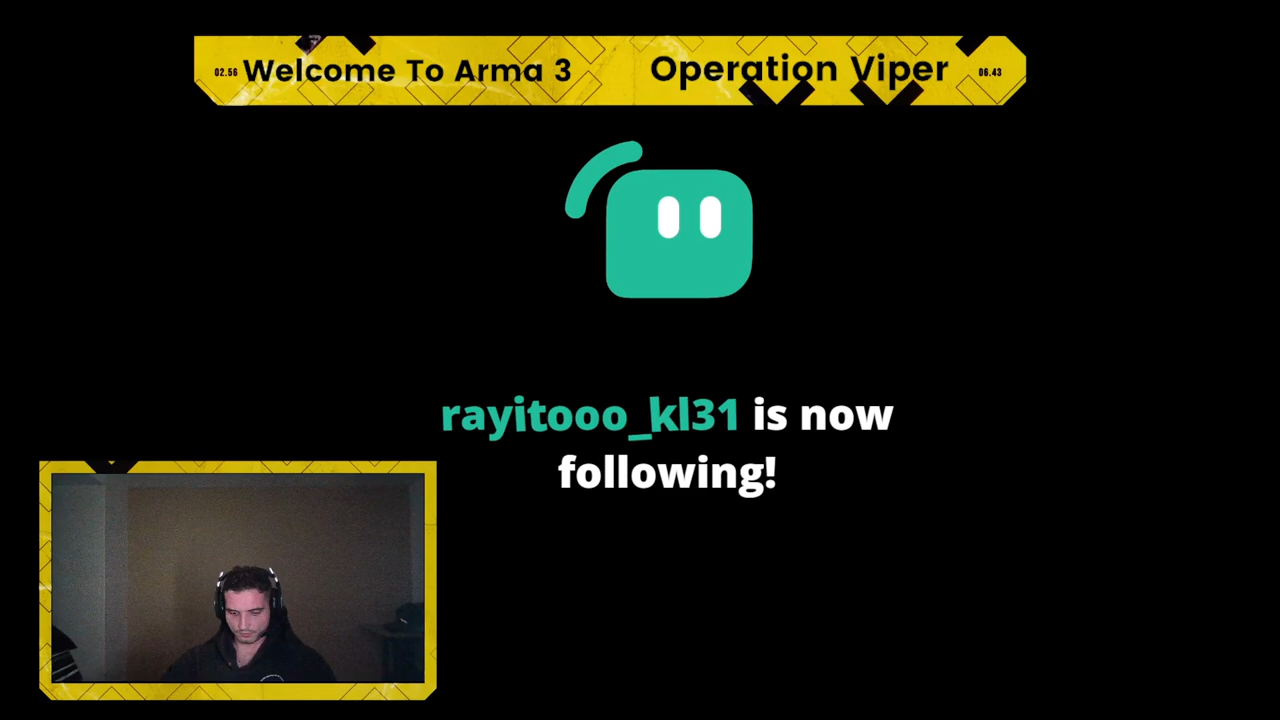 02.56 Welcome To Arma 3 Operation Viper 06.43
rayitooo_kl31 is now
following!